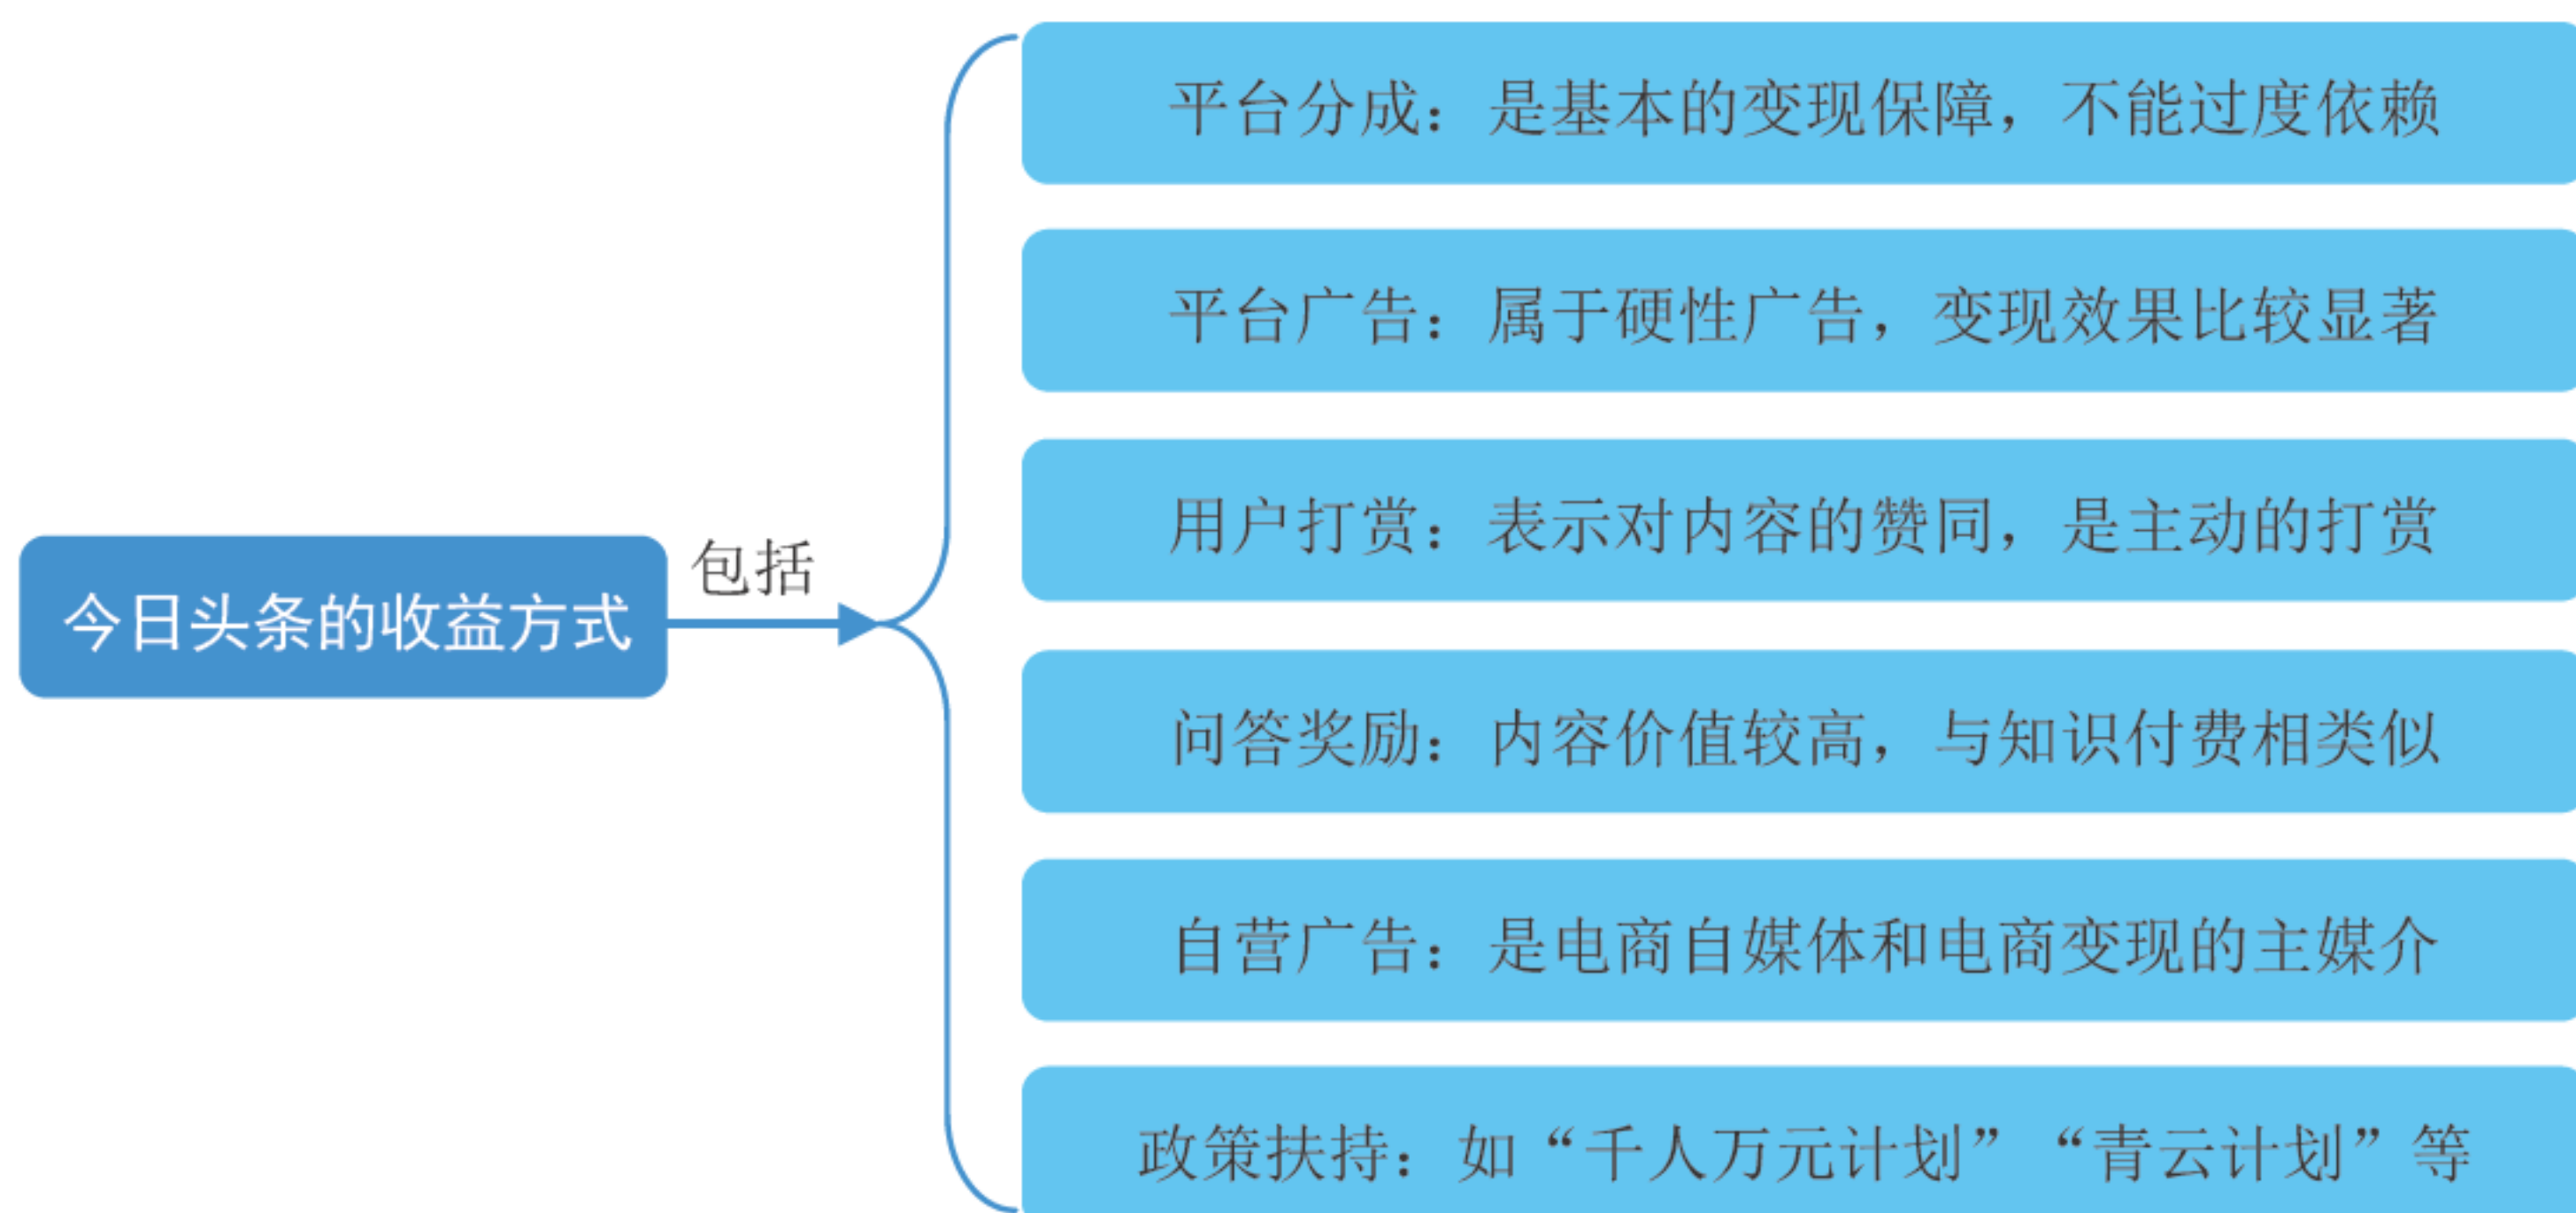 平台分成：是基本的变现保障，不能过度依赖
平台广告：属于硬性广告，变现效果比较显著
用户打赏：表示对内容的赞同，是主动的打赏
包括
今日头条的收益方式
问答奖励：内容价值较高，与知识付费相类似
自营广告：是电商自媒体和电商变现的主媒介
政策扶持：如“千人万元计划”“青云计划”等